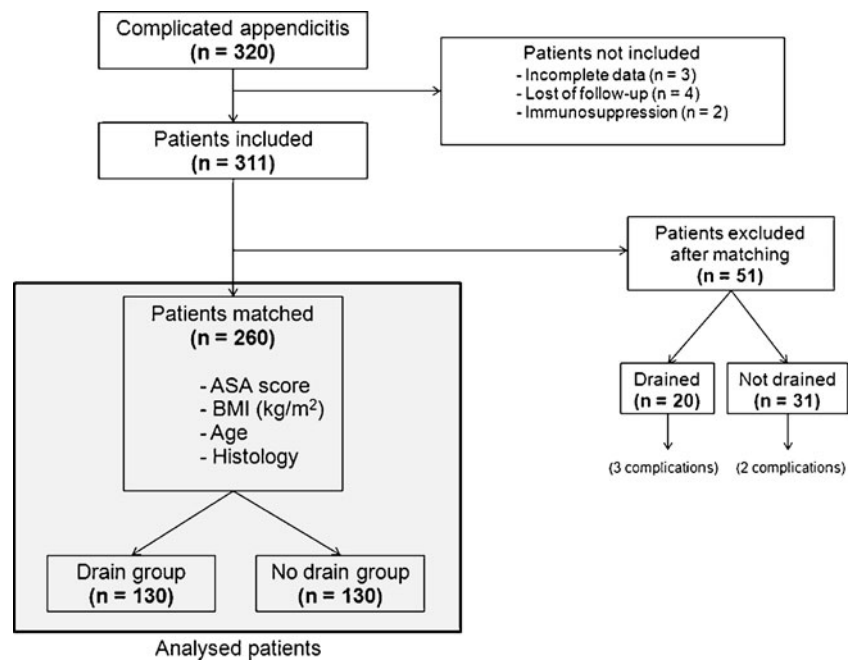 Complicated appendicitis
(n = 320)
Patients not included
- Incomplete data (n = 3)
- Lost of follow-up (n = 4)
- Immunosuppression (n = 2)
Patients included
(n = 311)
Patients excluded
after matching
(n = 51)
Patients matched
(n = 260)
- ASA score
- BMI (kg/m²)
- Age
- Histology
Drained
(n = 20)
Not drained
(n = 31)
(3 complications)
(2 complications)
Drain group
(n = 130)
No drain group
(n = 130)
Analysed patients